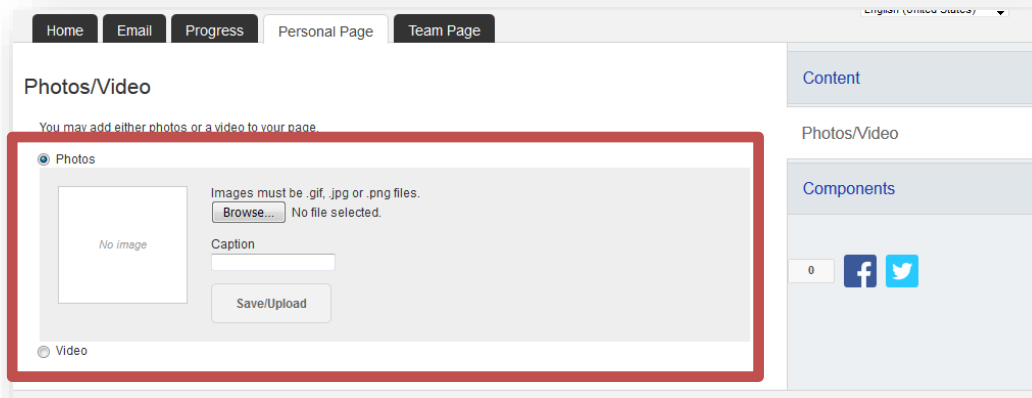 English (United States)
Home Email Progress Personal Page Team Page
Photos/Video
You may add either photos or a video to your page.
Photos
Images must be .gif, .jpg or .png files.
Browse... No file selected.
No image
Caption
Save/Upload
Video
Content
Photos/Video
Components
0